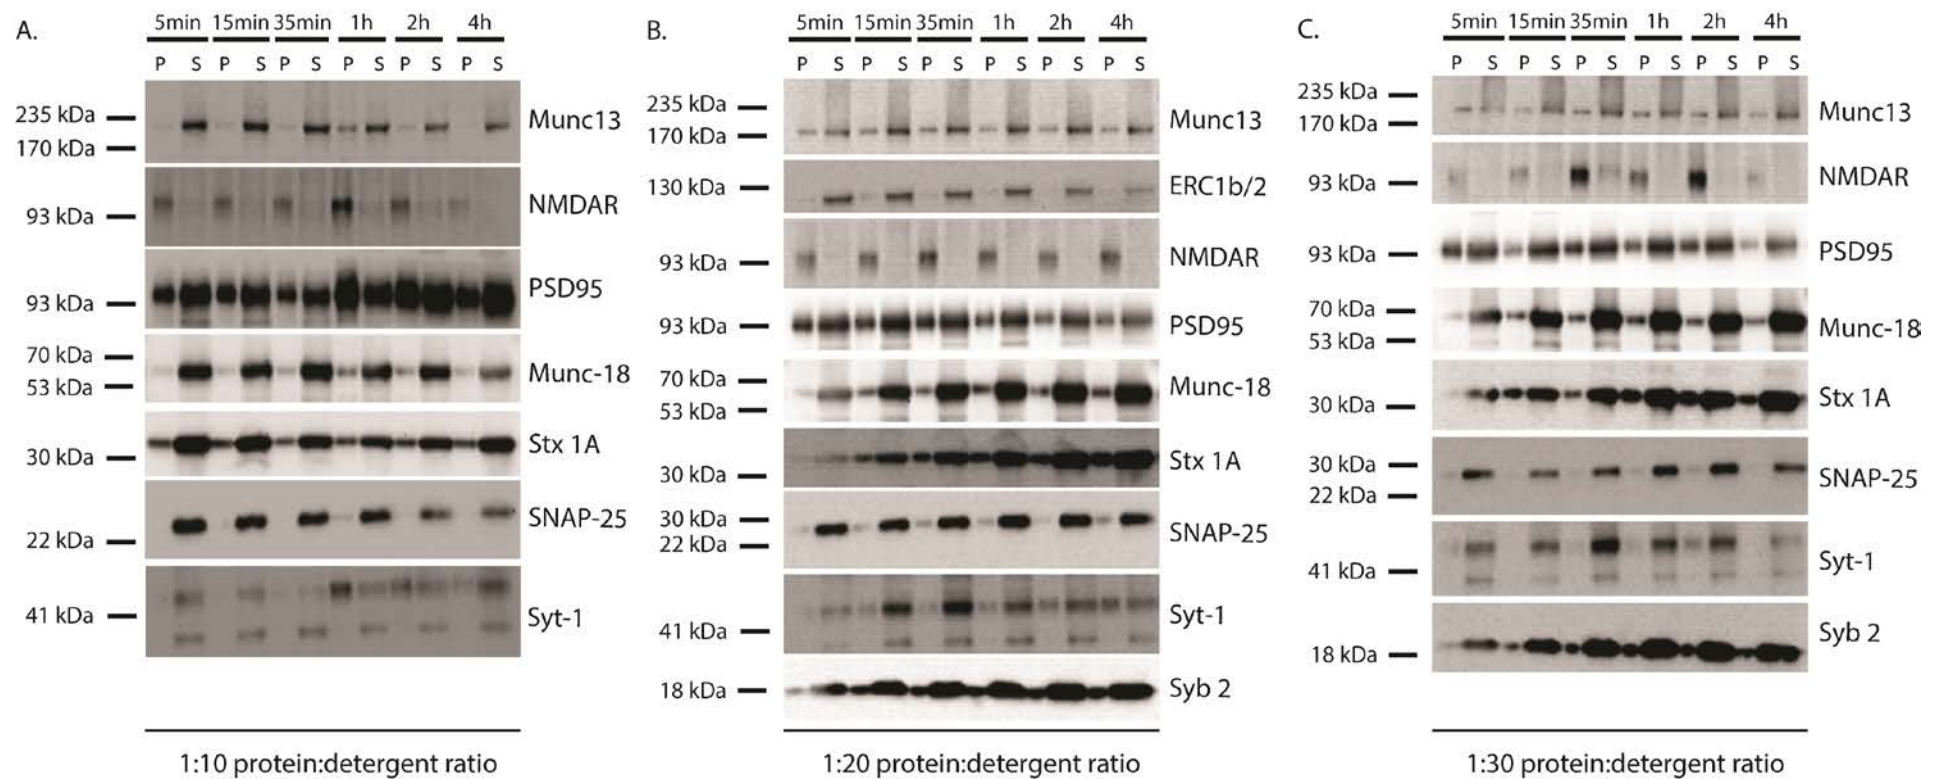 A.
5min 15min 35min 1h 2h 4h
P S P S P S P S P S P S
235 kDa
170 kDa
Munc13
93 kDa
NMDAR
93 kDa
PSD95
70 kDa
53 kDa
Munc-18
30 kDa
Stx 1A
22 kDa
SNAP-25
41 kDa
Syt-1
1:10 protein:detergent ratio
B.
5min 15min 35min 1h 2h 4h
P S P S P S P S P S P S
235 kDa
170 kDa
Munc13
130 kDa
ERC1b/2
93 kDa
NMDAR
93 kDa
PSD95
70 kDa
53 kDa
Munc-18
30 kDa
Stx 1A
30 kDa
22 kDa
SNAP-25
41 kDa
Syt-1
18 kDa
Syb 2
1:20 protein:detergent ratio
C.
5min 15min 35min 1h 2h 4h
P S P S P S P S P S P S
235 kDa
170 kDa
Munc13
93 kDa
NMDAR
93 kDa
PSD95
70 kDa
53 kDa
Munc-18
30 kDa
Stx 1A
30 kDa
22 kDa
SNAP-25
41 kDa
Syt-1
18 kDa
Syb 2
1:30 protein:detergent ratio